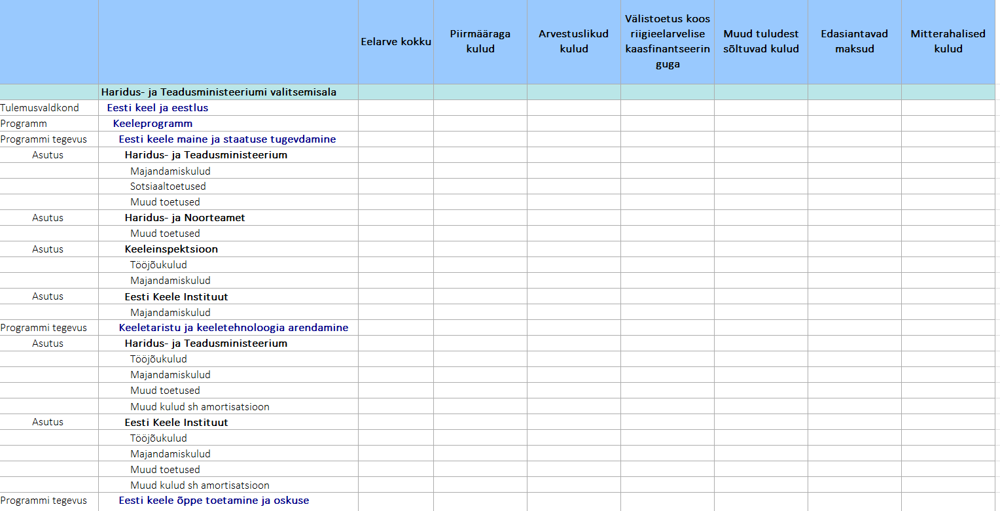 Eelarve kokku
Piirmääraga
kulud
Arvestuslikud
kulud
Välistoetus koos
riigieelarvelise
kaasfinantseerin
guga
Muud tuludest
sõltuvad kulud
Edasiantavad
maksud
Mitterahalised
kulud
Haridus- ja Teadusministeeriumi valitsemisala
Tulemusvaldkond Eesti keel ja eestlus
Programm Keeleprogramm
Programmi tegevus Eesti keele maine ja staatuse tugevdamine
Asutus Haridus- ja Teadusministeerium
Majandamiskulud
Sotsiaaltoetused
Muud toetused
Asutus Haridus- ja Noorteamet
Muud toetused
Asutus Keeleinspektsioon
Tööjõukulud
Majandamiskulud
Asutus Eesti Keele Instituut
Majandamiskulud
Programmi tegevus Keeletaristu ja keeletehnoloogia arendamine
Asutus Haridus- ja Teadusministeerium
Tööjõukulud
Majandamiskulud
Muud toetused
Muud kulud sh amortisatsioon
Asutus Eesti Keele Instituut
Tööjõukulud
Majandamiskulud
Muud toetused
Muud kulud sh amortisatsioon
Programmi tegevus Eesti keele õppe toetamine ja oskuse